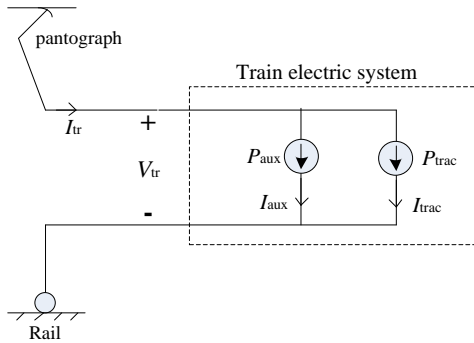 pantograph
Train electric system
Itr
+
Vtr
-
Paux
Ptrac
Iaux
Itrac
Rail